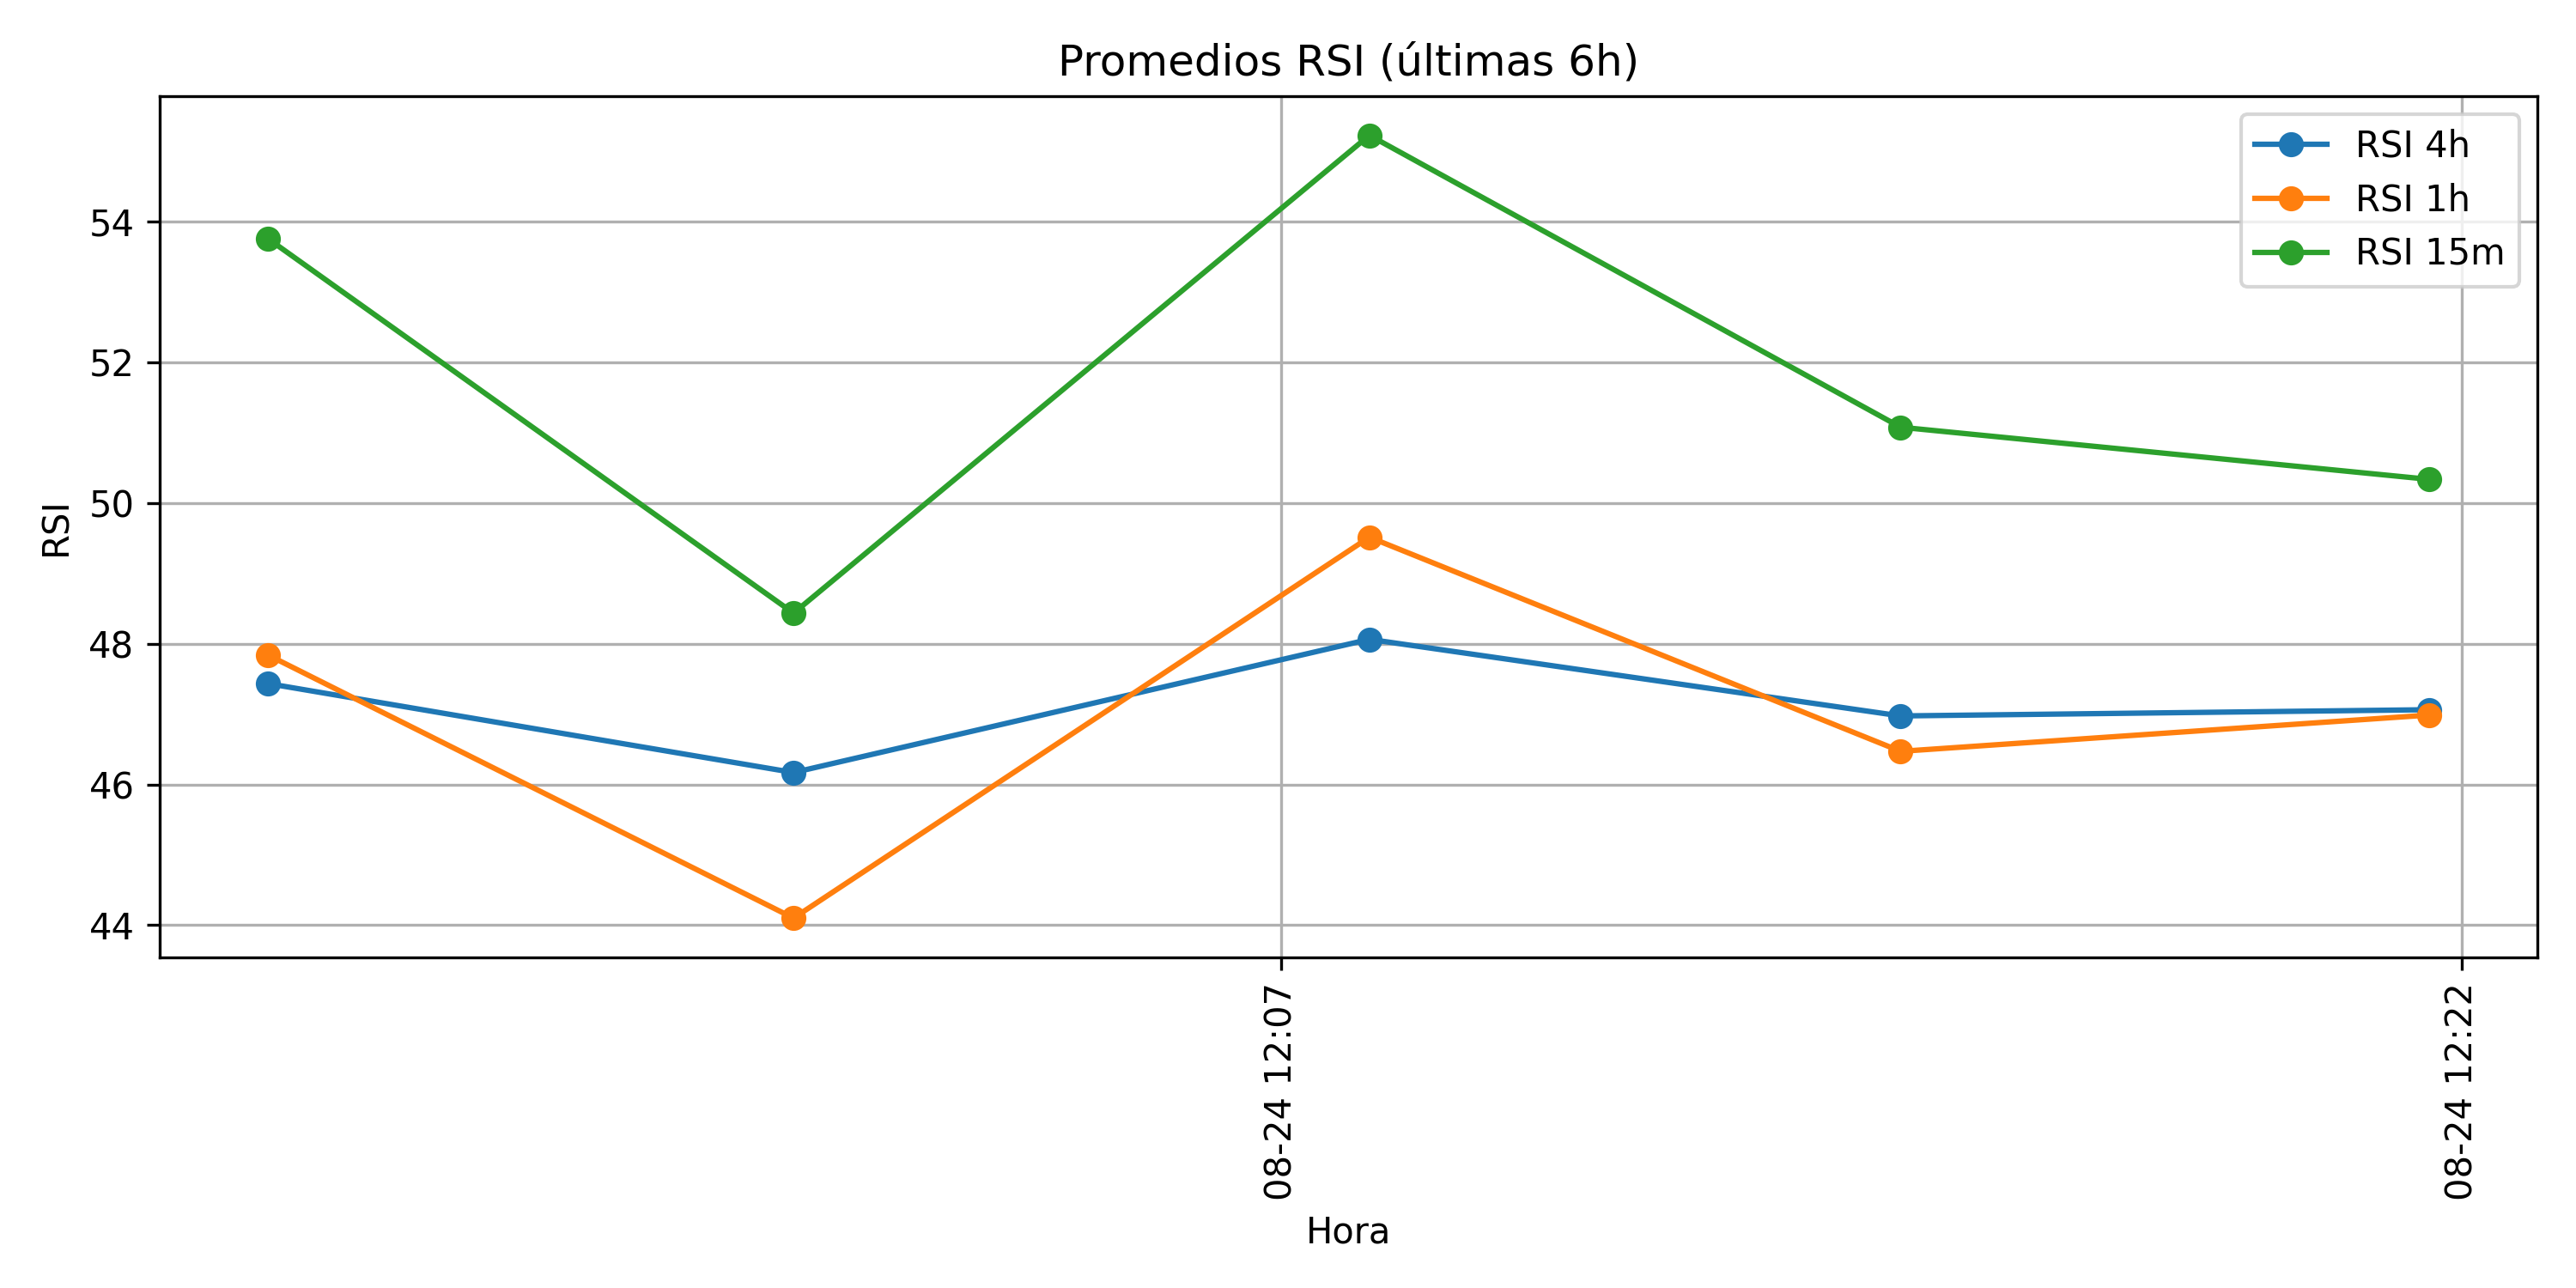 Promedios RSI (últimas 6h)
RSI 4h
RSI 1h
RSI 15m
54
52
50
48
46
44
RSI
08-24 12:07
08-24 12:22
Hora